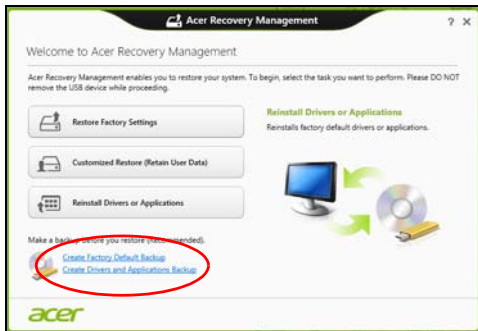 Acer Recovery Management
? X
Welcome to Acer Recovery Management
Acer Recovery Management enables you to restore your system. To begin, select the task you want to perform. Please DO NOT
remove the USB device while proceeding.
Restore Factory Settings
Reinstall Drivers or Applications
Reinstalls factory default drivers or applications.
Customized Restore (Retain User Data)
Reinstall Drivers or Applications
Make a backup before you restore (Recommended).
Create Factory Default Backup
Create Drivers and Applications Backup
acer